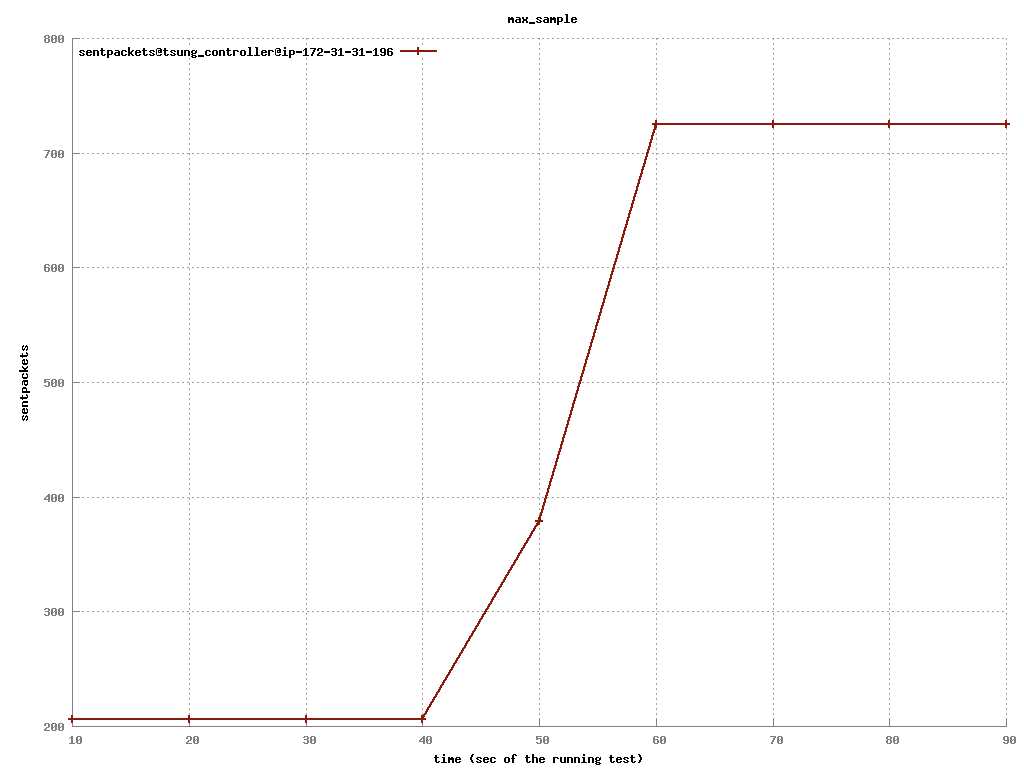 max_sample
sentpackets@tsung_controller@ip-172-31-31-196
800
700
600
500
400
300
200
sentpackets
10 20 30 40 50 60 70 80 90
time (sec of the running test)